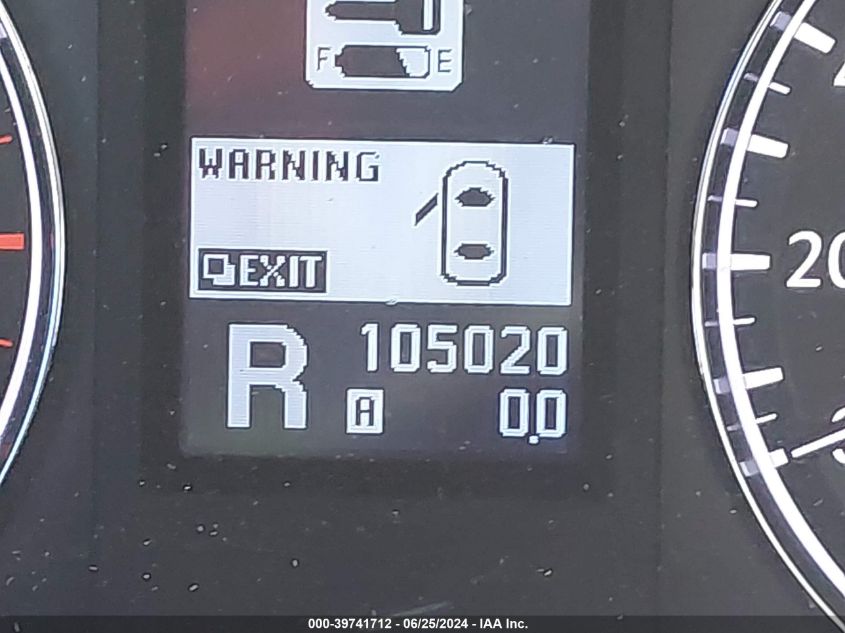 F E
WARNING
EXIT
R 105020
A 0.0
20
000-39741712 - 06/25/2024 - IAA Inc.